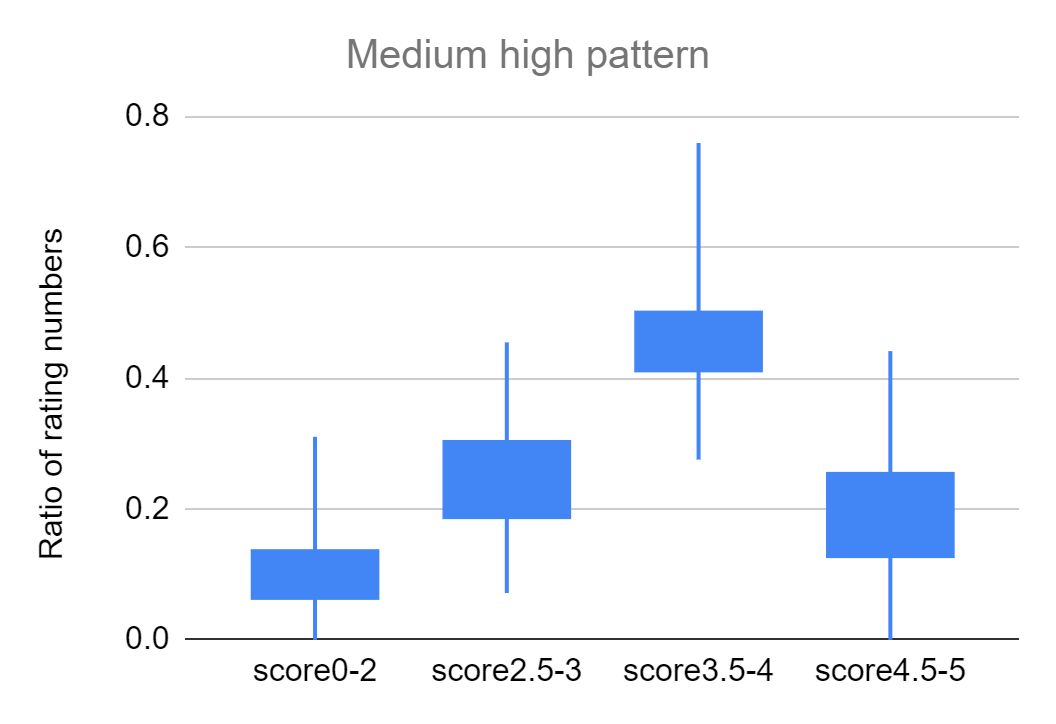 Medium high pattern
Ratio of rating numbers
0.8
0.6
0.4
0.2
0.0
score0-2
score2.5-3
score3.5-4
score4.5-5